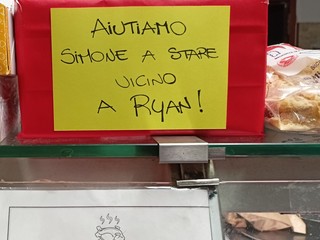 AIUTIAMO
SIMONE A STARE
VICINO
A RYAN!